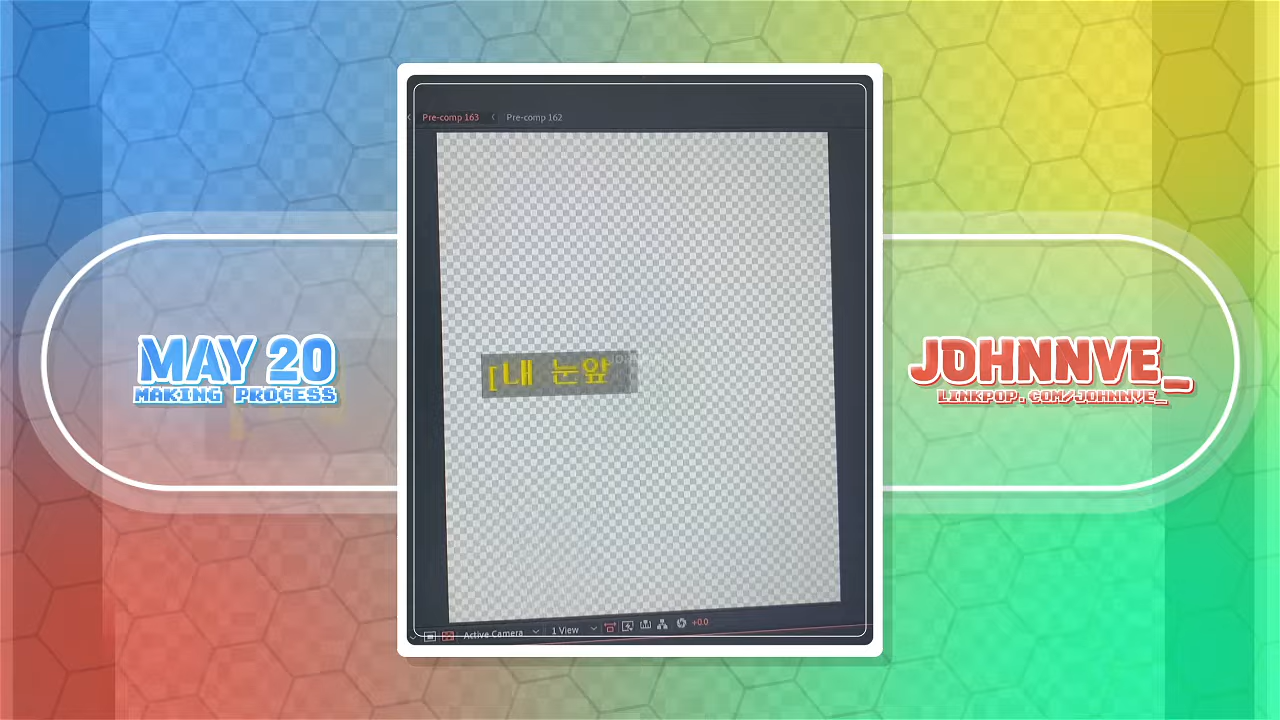 Pre-comp 163
Pre-comp 162
[내 눈앞
MAY 20
MAKING PROCESS
JOHNNVE_
LINKPOP.COM/JOHNNVE_
Active Camera
1 View
+0.0